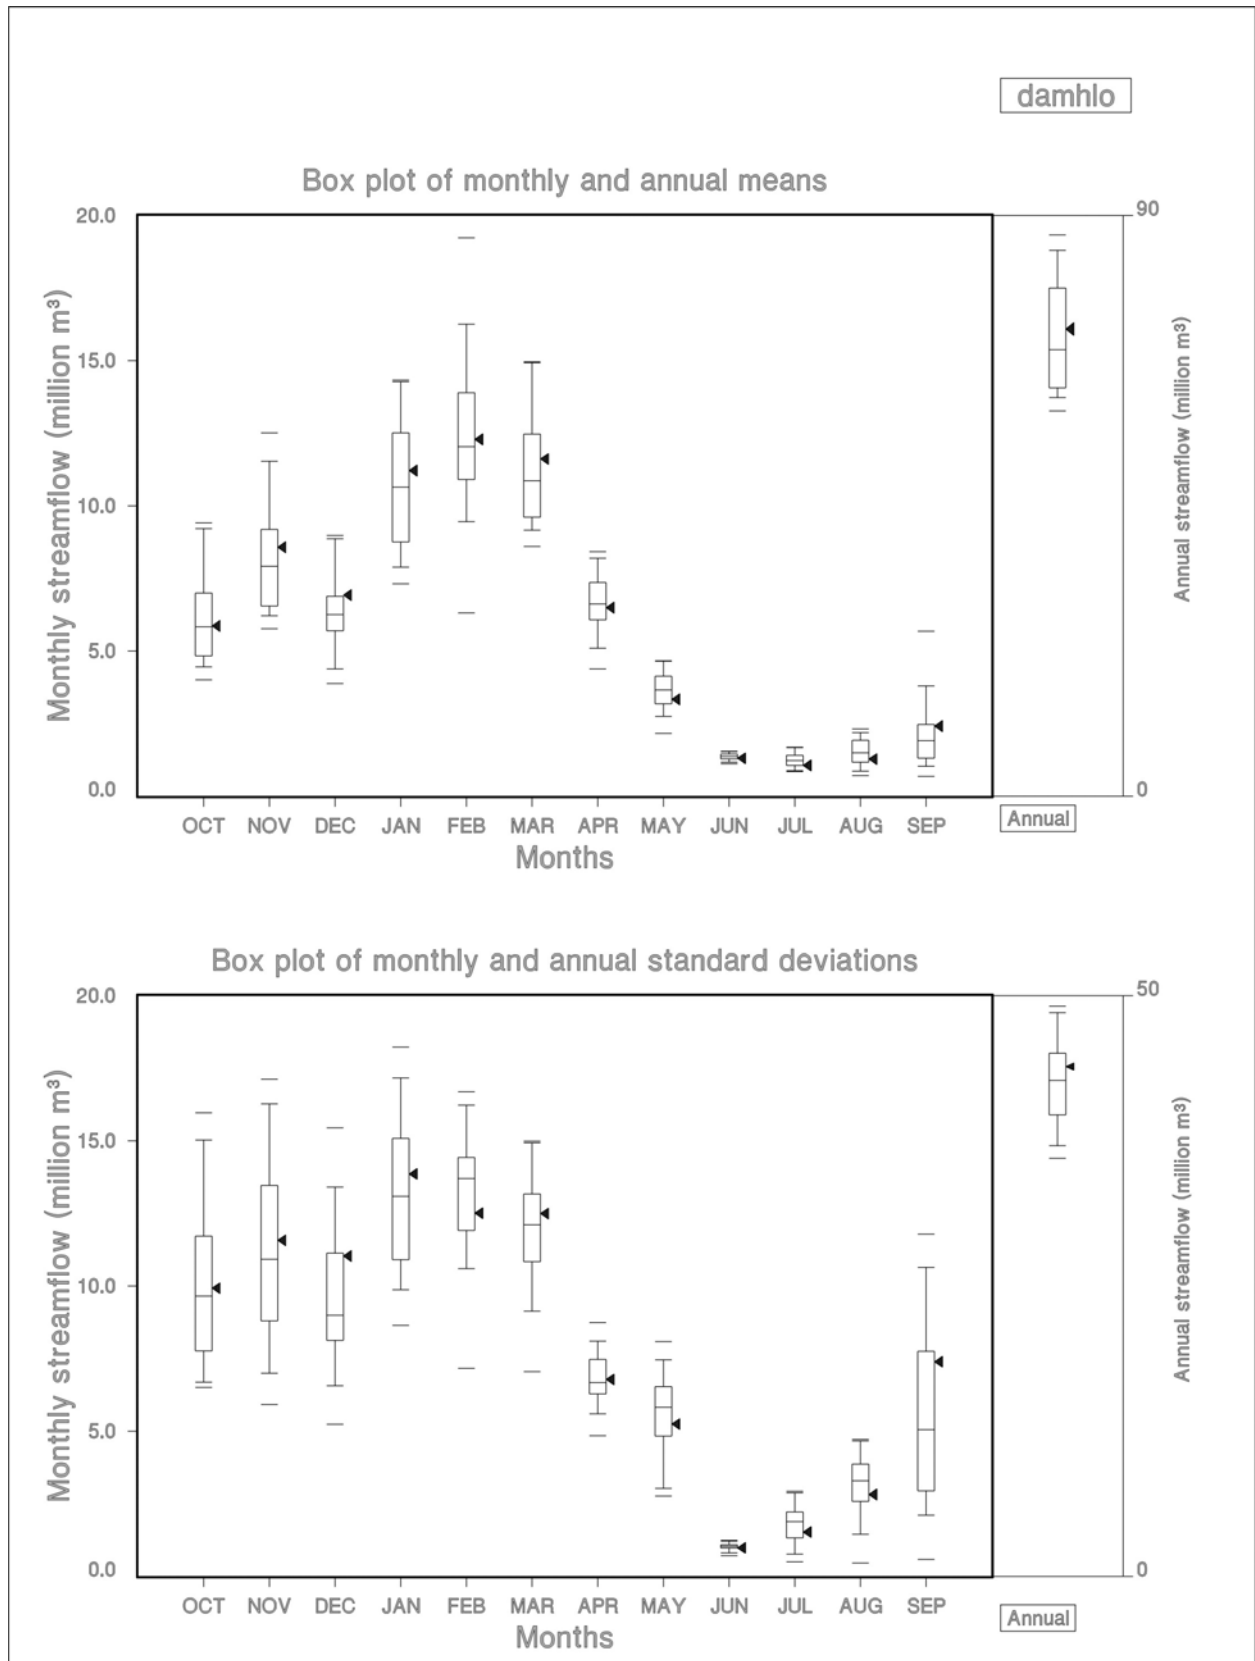 damhlo
Box plot of monthly and annual means
20.0
15.0
10.0
5.0
0.0
Monthly streamflow (million m³)
OCT NOV DEC JAN FEB MAR APR MAY JUN JUL AUG SEP
Months
90
0
Annual streamflow (million m³)
Annual
Box plot of monthly and annual standard deviations
20.0
15.0
10.0
5.0
0.0
Monthly streamflow (million m³)
OCT NOV DEC JAN FEB MAR APR MAY JUN JUL AUG SEP
Months
50
0
Annual streamflow (million m³)
Annual